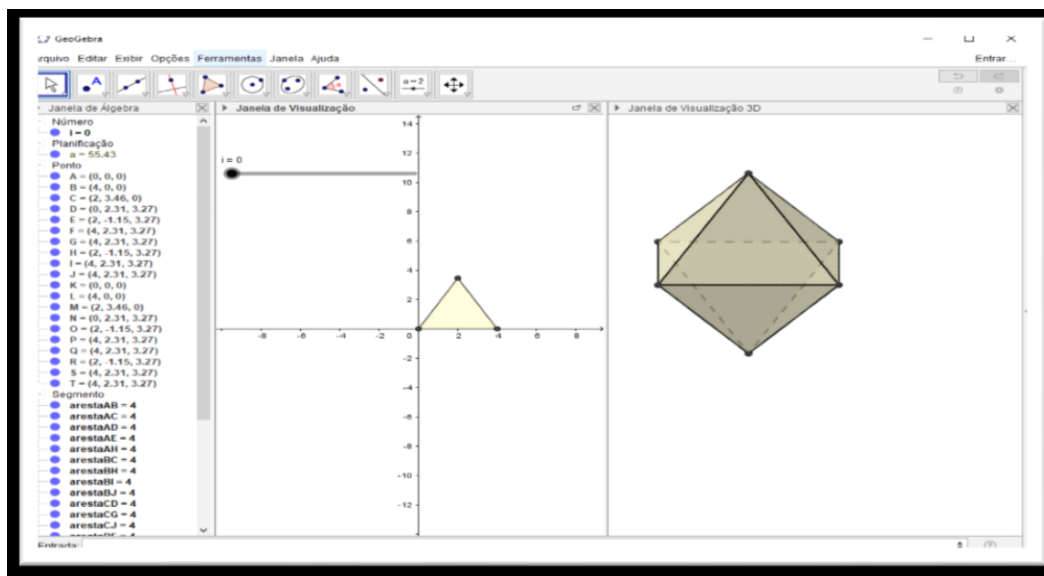 GeoGebra
rquivo Editar Exibir Opções Ferramentas Janela Ajuda
Entrar...
A
a=2
Janela de Álgebra
Número
i = 0
Planificação
a = 55.43
Ponto
A = (0, 0, 0)
B = (4, 0, 0)
C = (2, 3.46, 0)
D = (0, 2.31, 3.27)
E = (2, -1.15, 3.27)
F = (4, 2.31, 3.27)
G = (4, 2.31, 3.27)
H = (2, -1.15, 3.27)
I = (4, 2.31, 3.27)
J = (4, 2.31, 3.27)
K = (0, 0, 0)
L = (4, 0, 0)
M = (2, 3.46, 0)
N = (0, 2.31, 3.27)
O = (2, -1.15, 3.27)
P = (4, 2.31, 3.27)
Q = (4, 2.31, 3.27)
R = (2, -1.15, 3.27)
S = (4, 2.31, 3.27)
T = (4, 2.31, 3.27)
Segmento
arestaAB = 4
arestaAC = 4
arestaAD = 4
arestaAE = 4
arestaAH = 4
arestaBC = 4
arestaBH = 4
arestaBI = 4
arestaBJ = 4
arestaCD = 4
arestaCG = 4
arestaCJ = 4
Entrada:
Janela de Visualização
i = 0
14
12
10
8
6
4
2
-8 -6 -4 -2 0 2 4 6 8
-2
-4
-6
-8
-10
-12
Janela de Visualização 3D